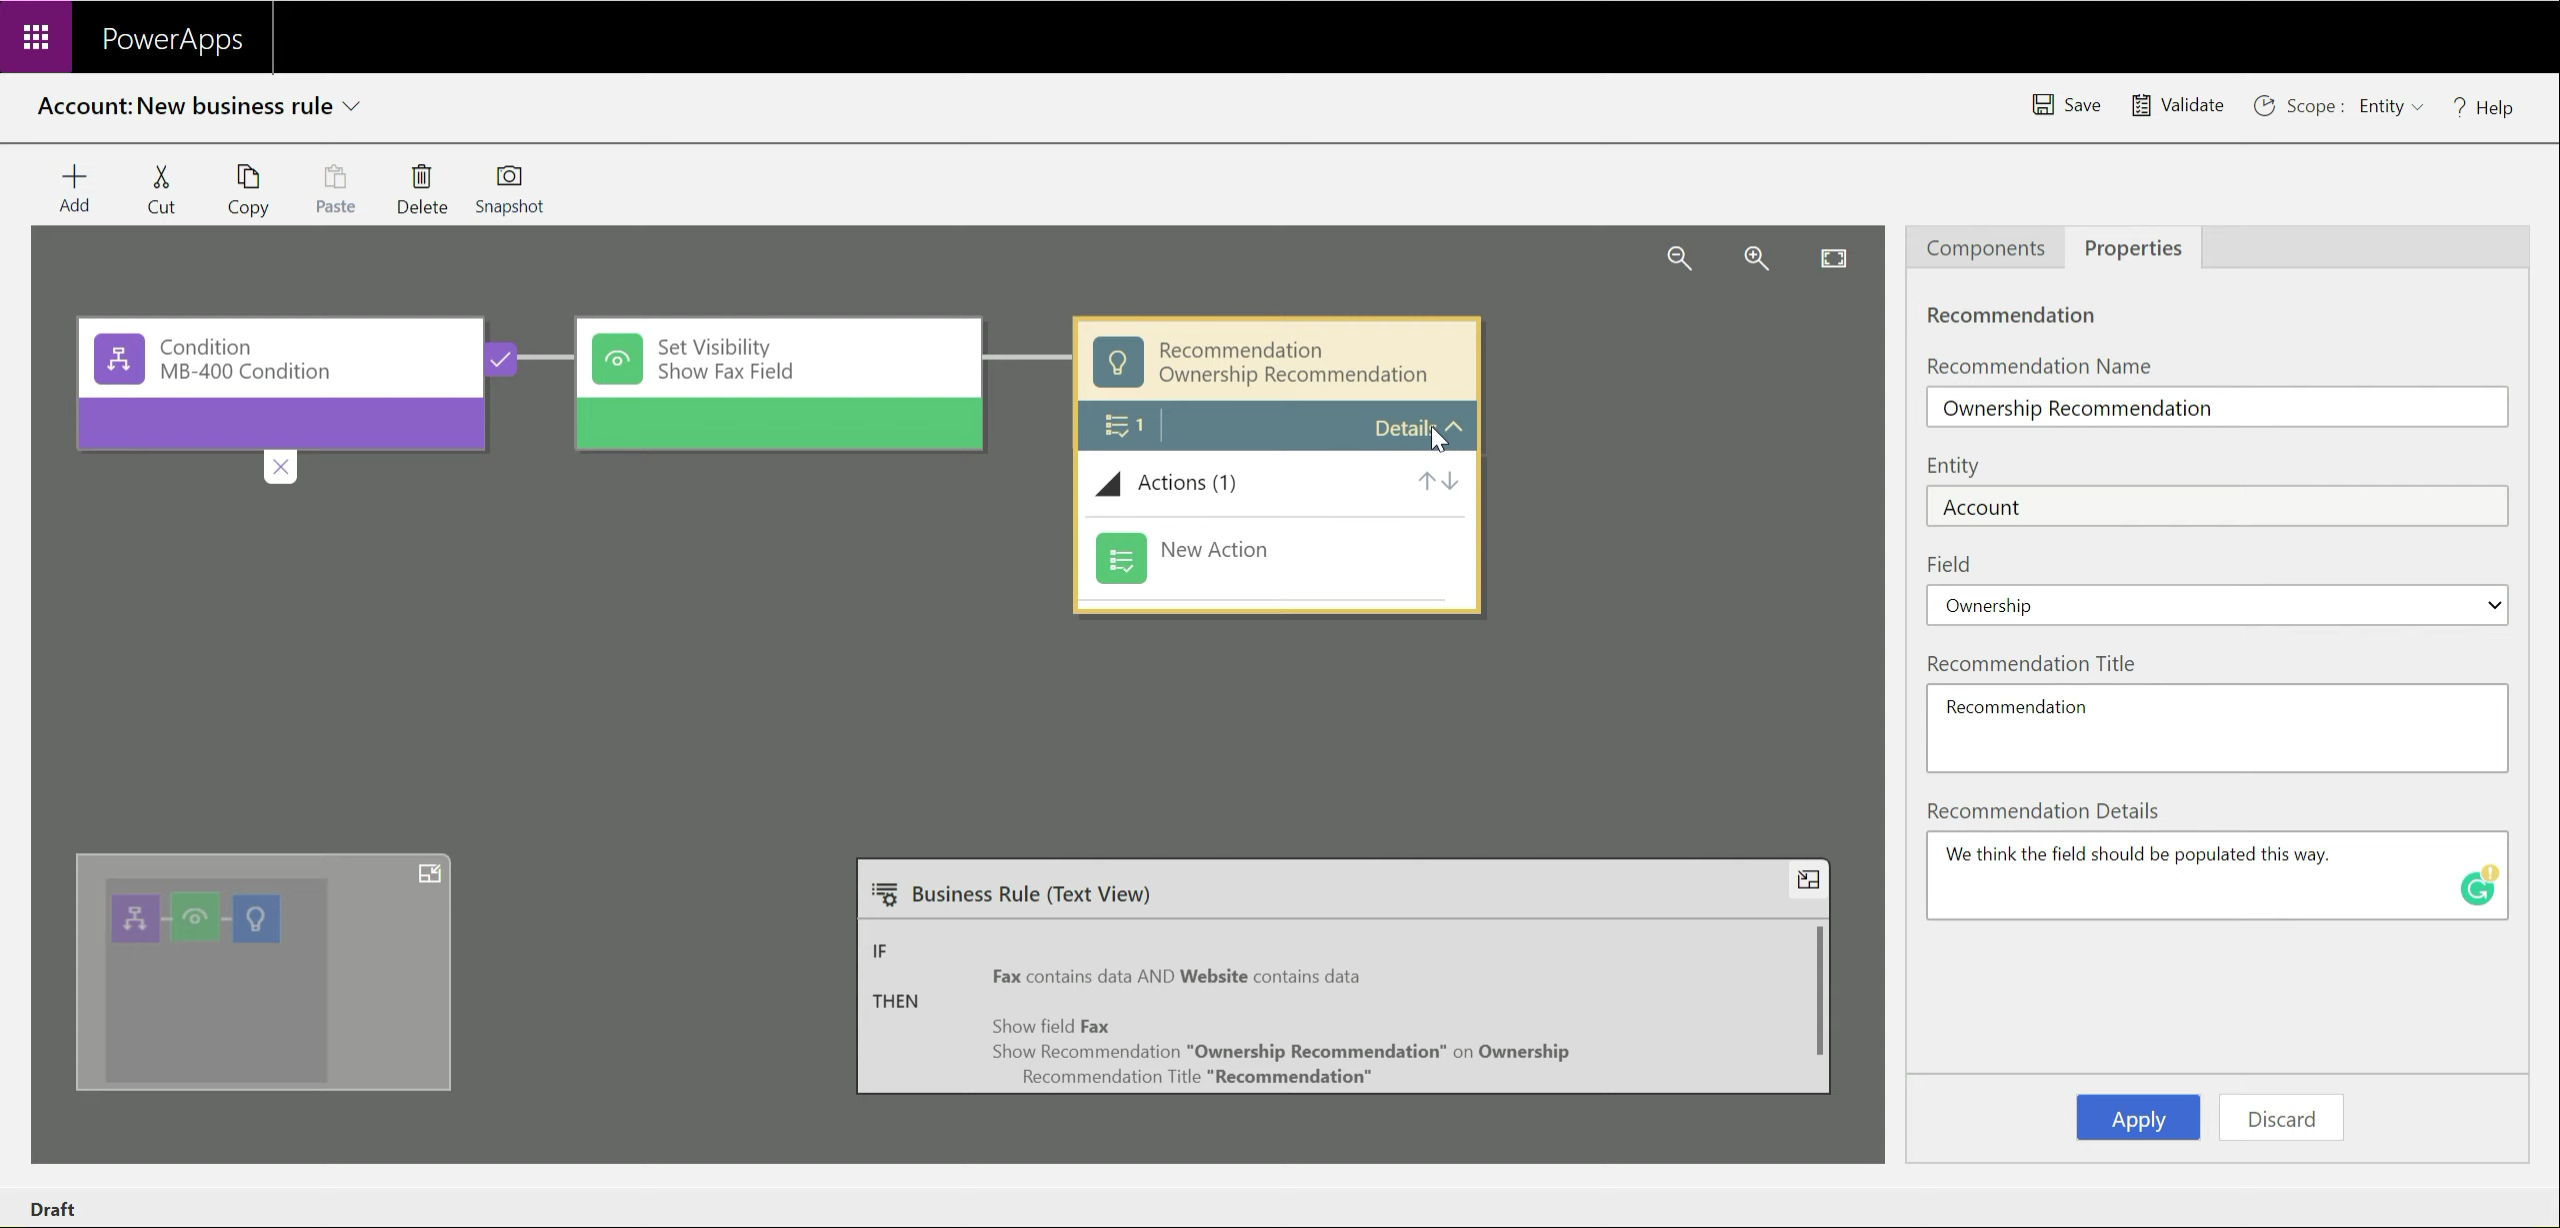 PowerApps
Account: New business rule
Save
Validate
Scope :
Entity
? Help
Add
Cut
Copy
Paste
Delete
Snapshot
Condition
MB-400 Condition
Set Visibility
Show Fax Field
Recommendation
Ownership Recommendation
1
Details
Actions (1)
New Action
Business Rule (Text View)
IF
Fax contains data AND Website contains data
THEN
Show field Fax
Show Recommendation "Ownership Recommendation" on Ownership
Recommendation Title "Recommendation"
Components
Properties
Recommendation
Recommendation Name
Ownership Recommendation
Entity
Account
Field
Ownership
Recommendation Title
Recommendation
Recommendation Details
We think the field should be populated this way.
Apply
Discard
Draft